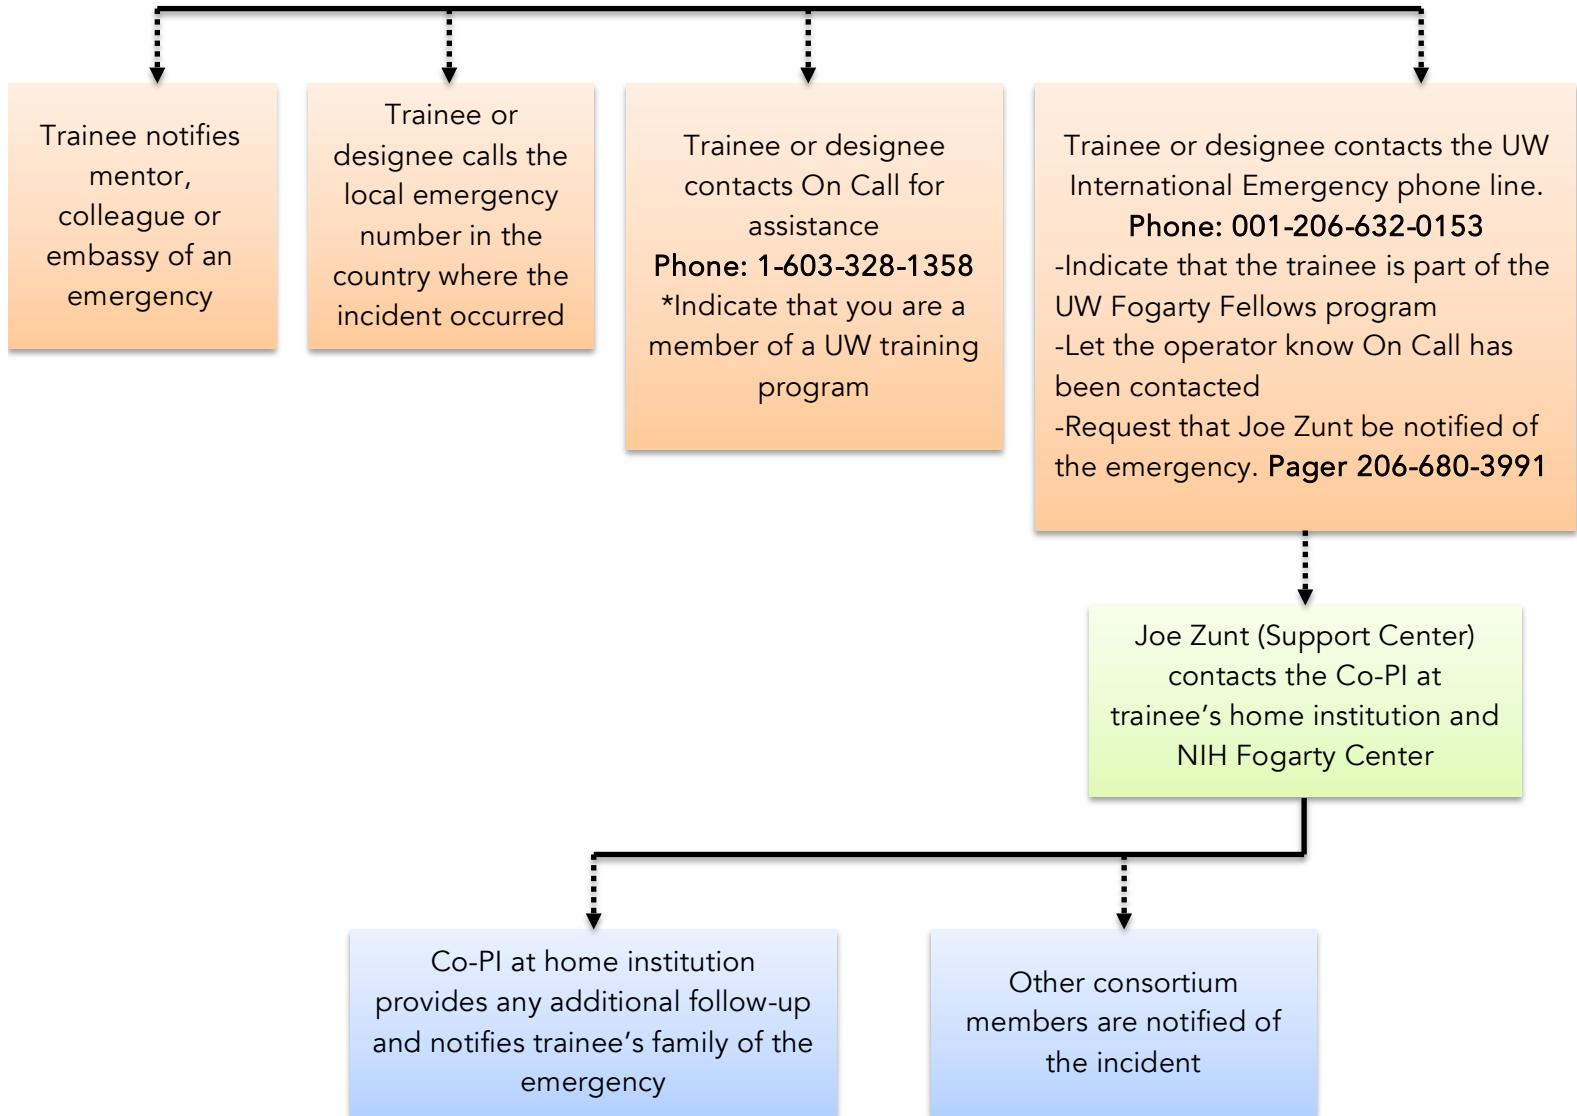 Trainee notifies
mentor,
colleague or
embassy of an
emergency
Trainee or
designee calls the
local emergency
number in the
country where the
incident occurred
Trainee or designee
contacts On Call for
assistance
Phone: 1-603-328-1358
*Indicate that you are a
member of a UW training
program
Trainee or designee contacts the UW
International Emergency phone line.
Phone: 001-206-632-0153
-Indicate that the trainee is part of the
UW Fogarty Fellows program
-Let the operator know On Call has
been contacted
-Request that Joe Zunt be notified of
the emergency. Pager 206-680-3991
Joe Zunt (Support Center)
contacts the Co-PI at
trainee’s home institution and
NIH Fogarty Center
Co-PI at home institution
provides any additional follow-up
and notifies trainee’s family of the
emergency
Other consortium
members are notified of
the incident